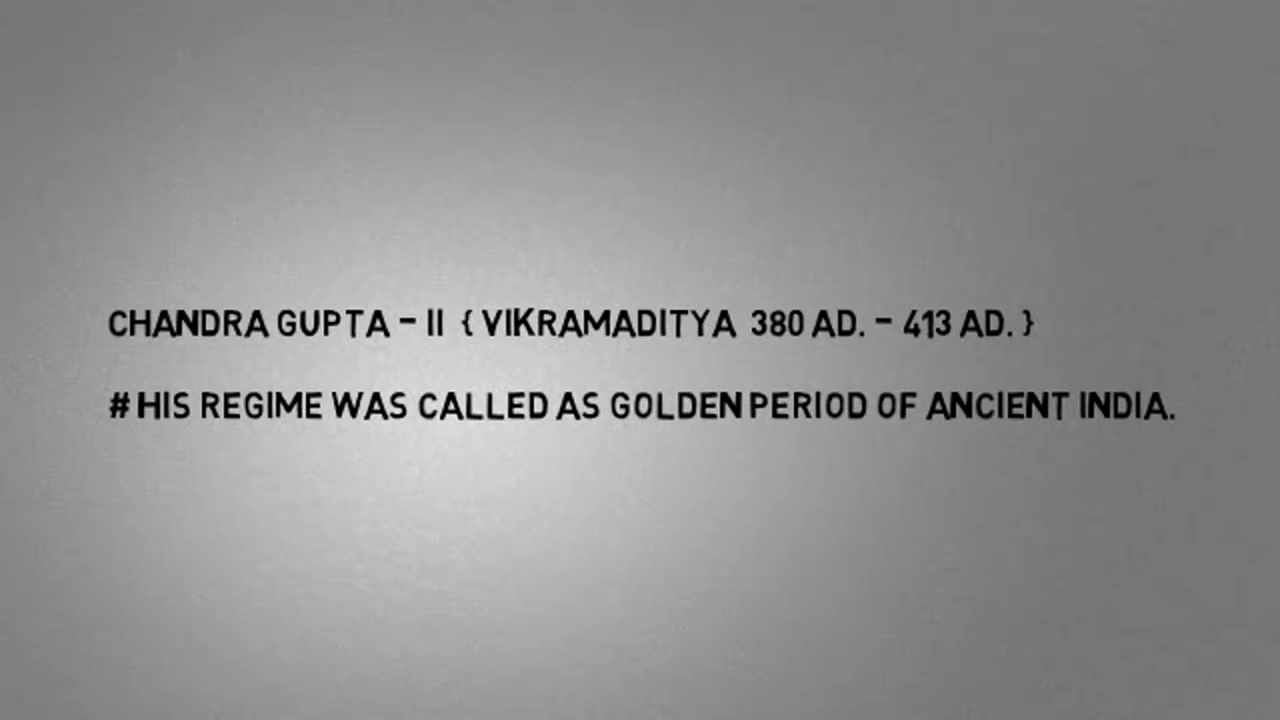 CHANDRA GUPTA - II { VIKRAMADITYA 380 AD. - 413 AD. }
# HIS REGIME WAS CALLED AS GOLDEN PERIOD OF ANCIENT INDIA.